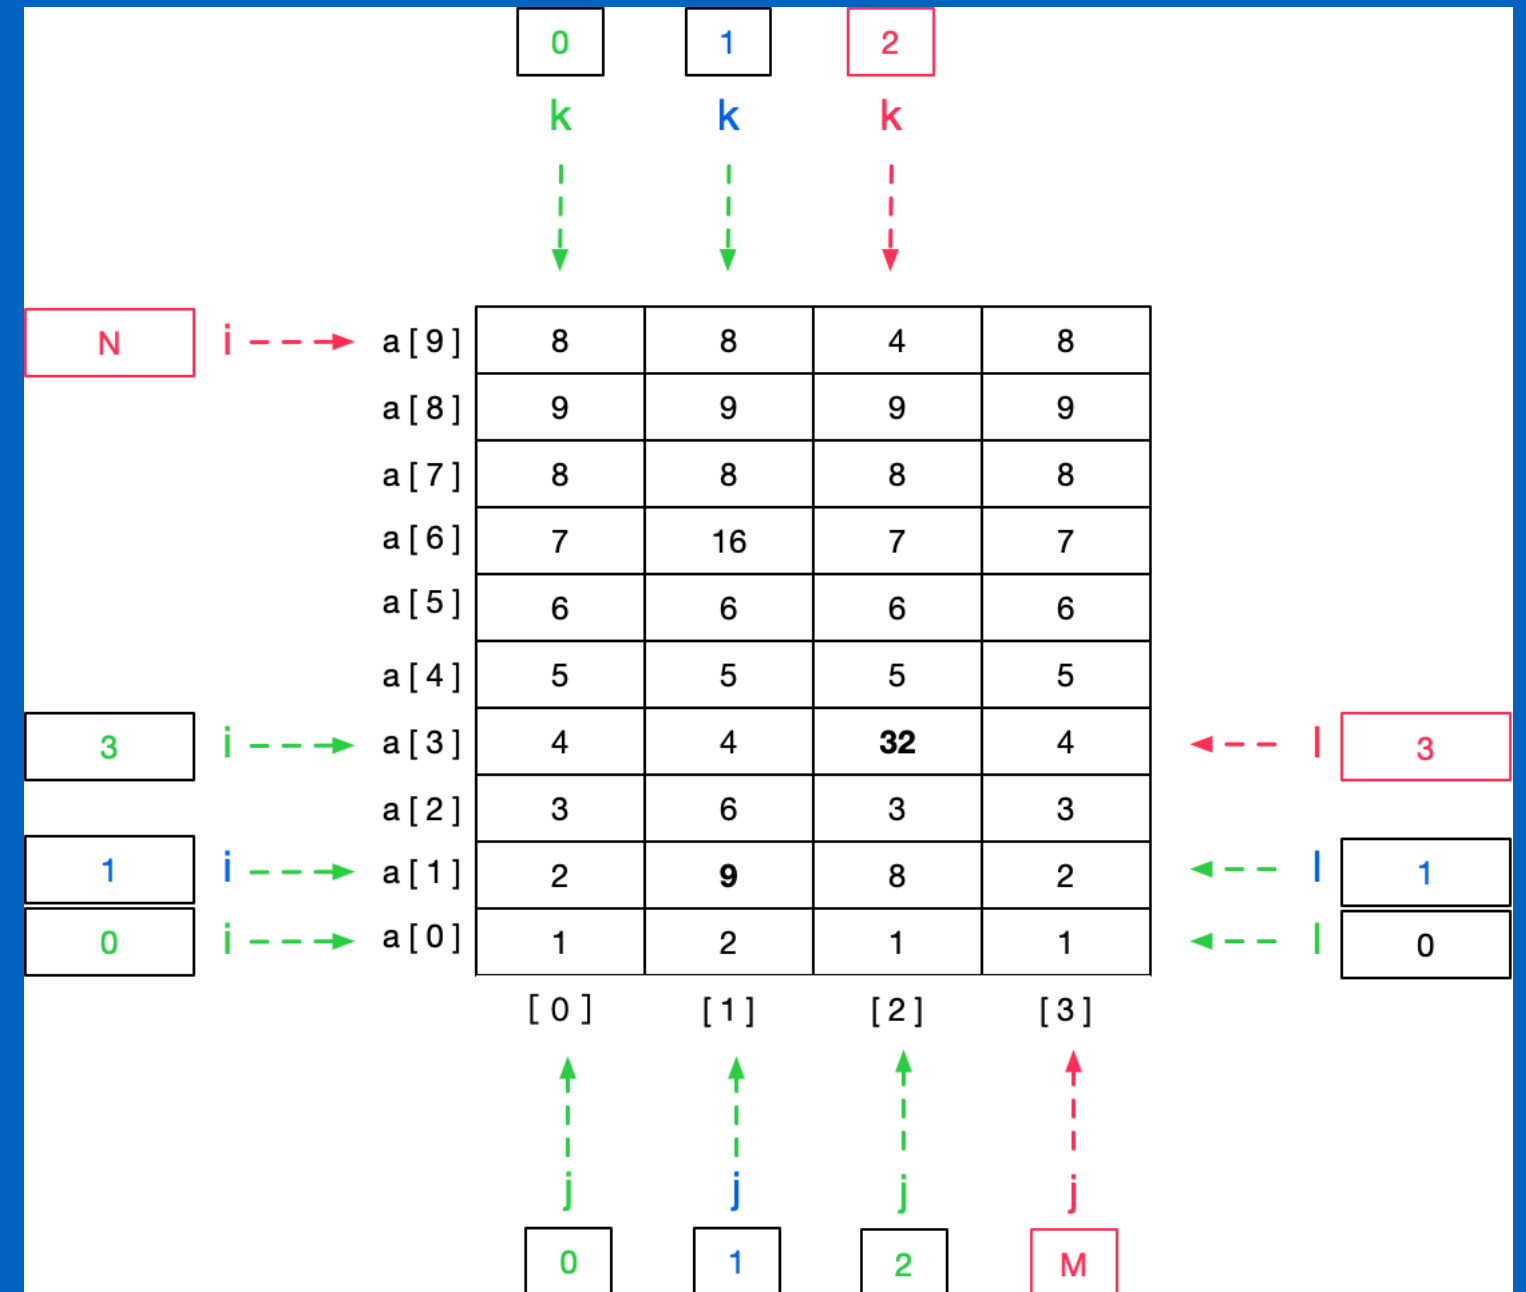 0 1 2
k k k
N i a[9] 8 8 4 8
a[8] 9 9 9 9
a[7] 8 8 8 8
a[6] 7 16 7 7
a[5] 6 6 6 6
a[4] 5 5 5 5
3 i a[3] 4 4 32 4 l 3
a[2] 3 6 3 3
1 i a[1] 2 9 8 2 l 1
0 i a[0] 1 2 1 1 l 0
[0] [1] [2] [3]
j j j j
0 1 2 M